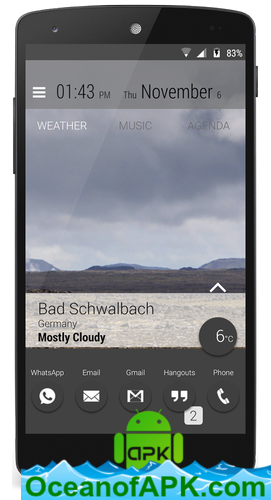 83%
01:43 PM Thu November 6
WEATHER MUSIC AGENDA
Bad Schwalbach
Germany
Mostly Cloudy
6°C
WhatsApp Email Gmail Hangouts Phone
2
apk
OceanofAPK.com